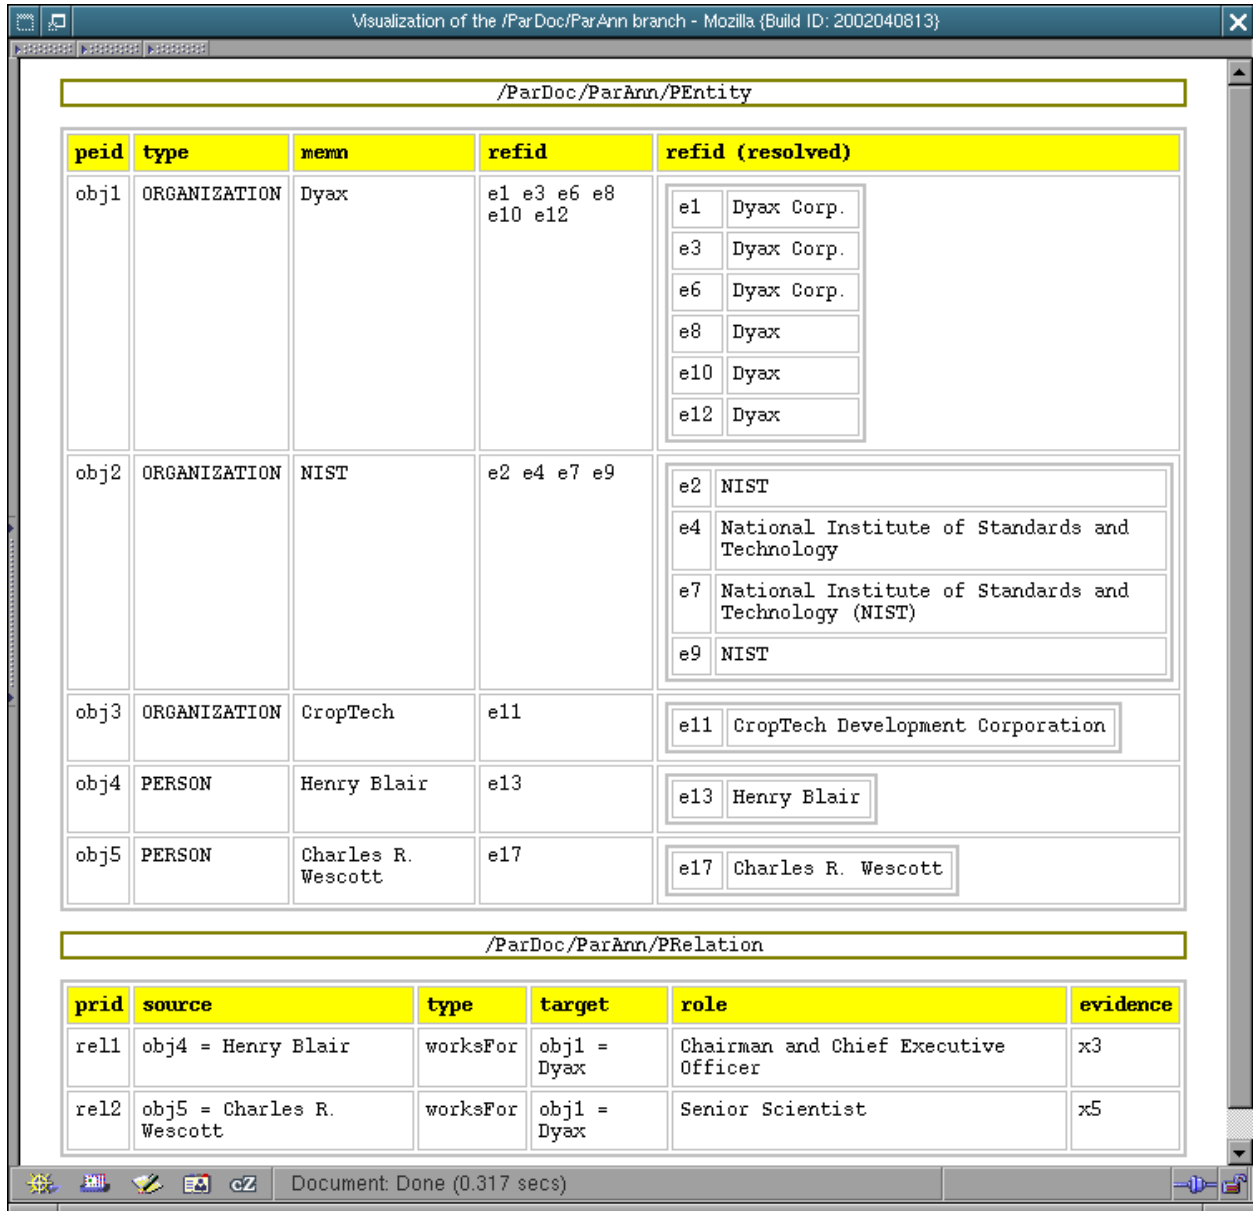 Visualization of the /ParDoc/ParAnn branch - Mozilla {Build ID: 2002040813}
/ParDoc/ParAnn/PEntity
peid type memn refid refid (resolved)
obj1 ORGANIZATION Dyax e1 e3 e6 e8
e10 e12
e1 Dyax Corp.
e3 Dyax Corp.
e6 Dyax Corp.
e8 Dyax
e10 Dyax
e12 Dyax
obj2 ORGANIZATION NIST e2 e4 e7 e9
e2 NIST
e4 National Institute of Standards and
Technology
e7 National Institute of Standards and
Technology (NIST)
e9 NIST
obj3 ORGANIZATION CropTech e11
e11 CropTech Development Corporation
obj4 PERSON Henry Blair e13
e13 Henry Blair
obj5 PERSON Charles R.
Wescott e17
e17 Charles R. Wescott
/ParDoc/ParAnn/PRelation
prid source type target role evidence
rel1 obj4 = Henry Blair worksFor obj1 =
Dyax Chairman and Chief Executive
Officer x3
rel2 obj5 = Charles R.
Wescott worksFor obj1 =
Dyax Senior Scientist x5
cZ Document: Done (0.317 secs)